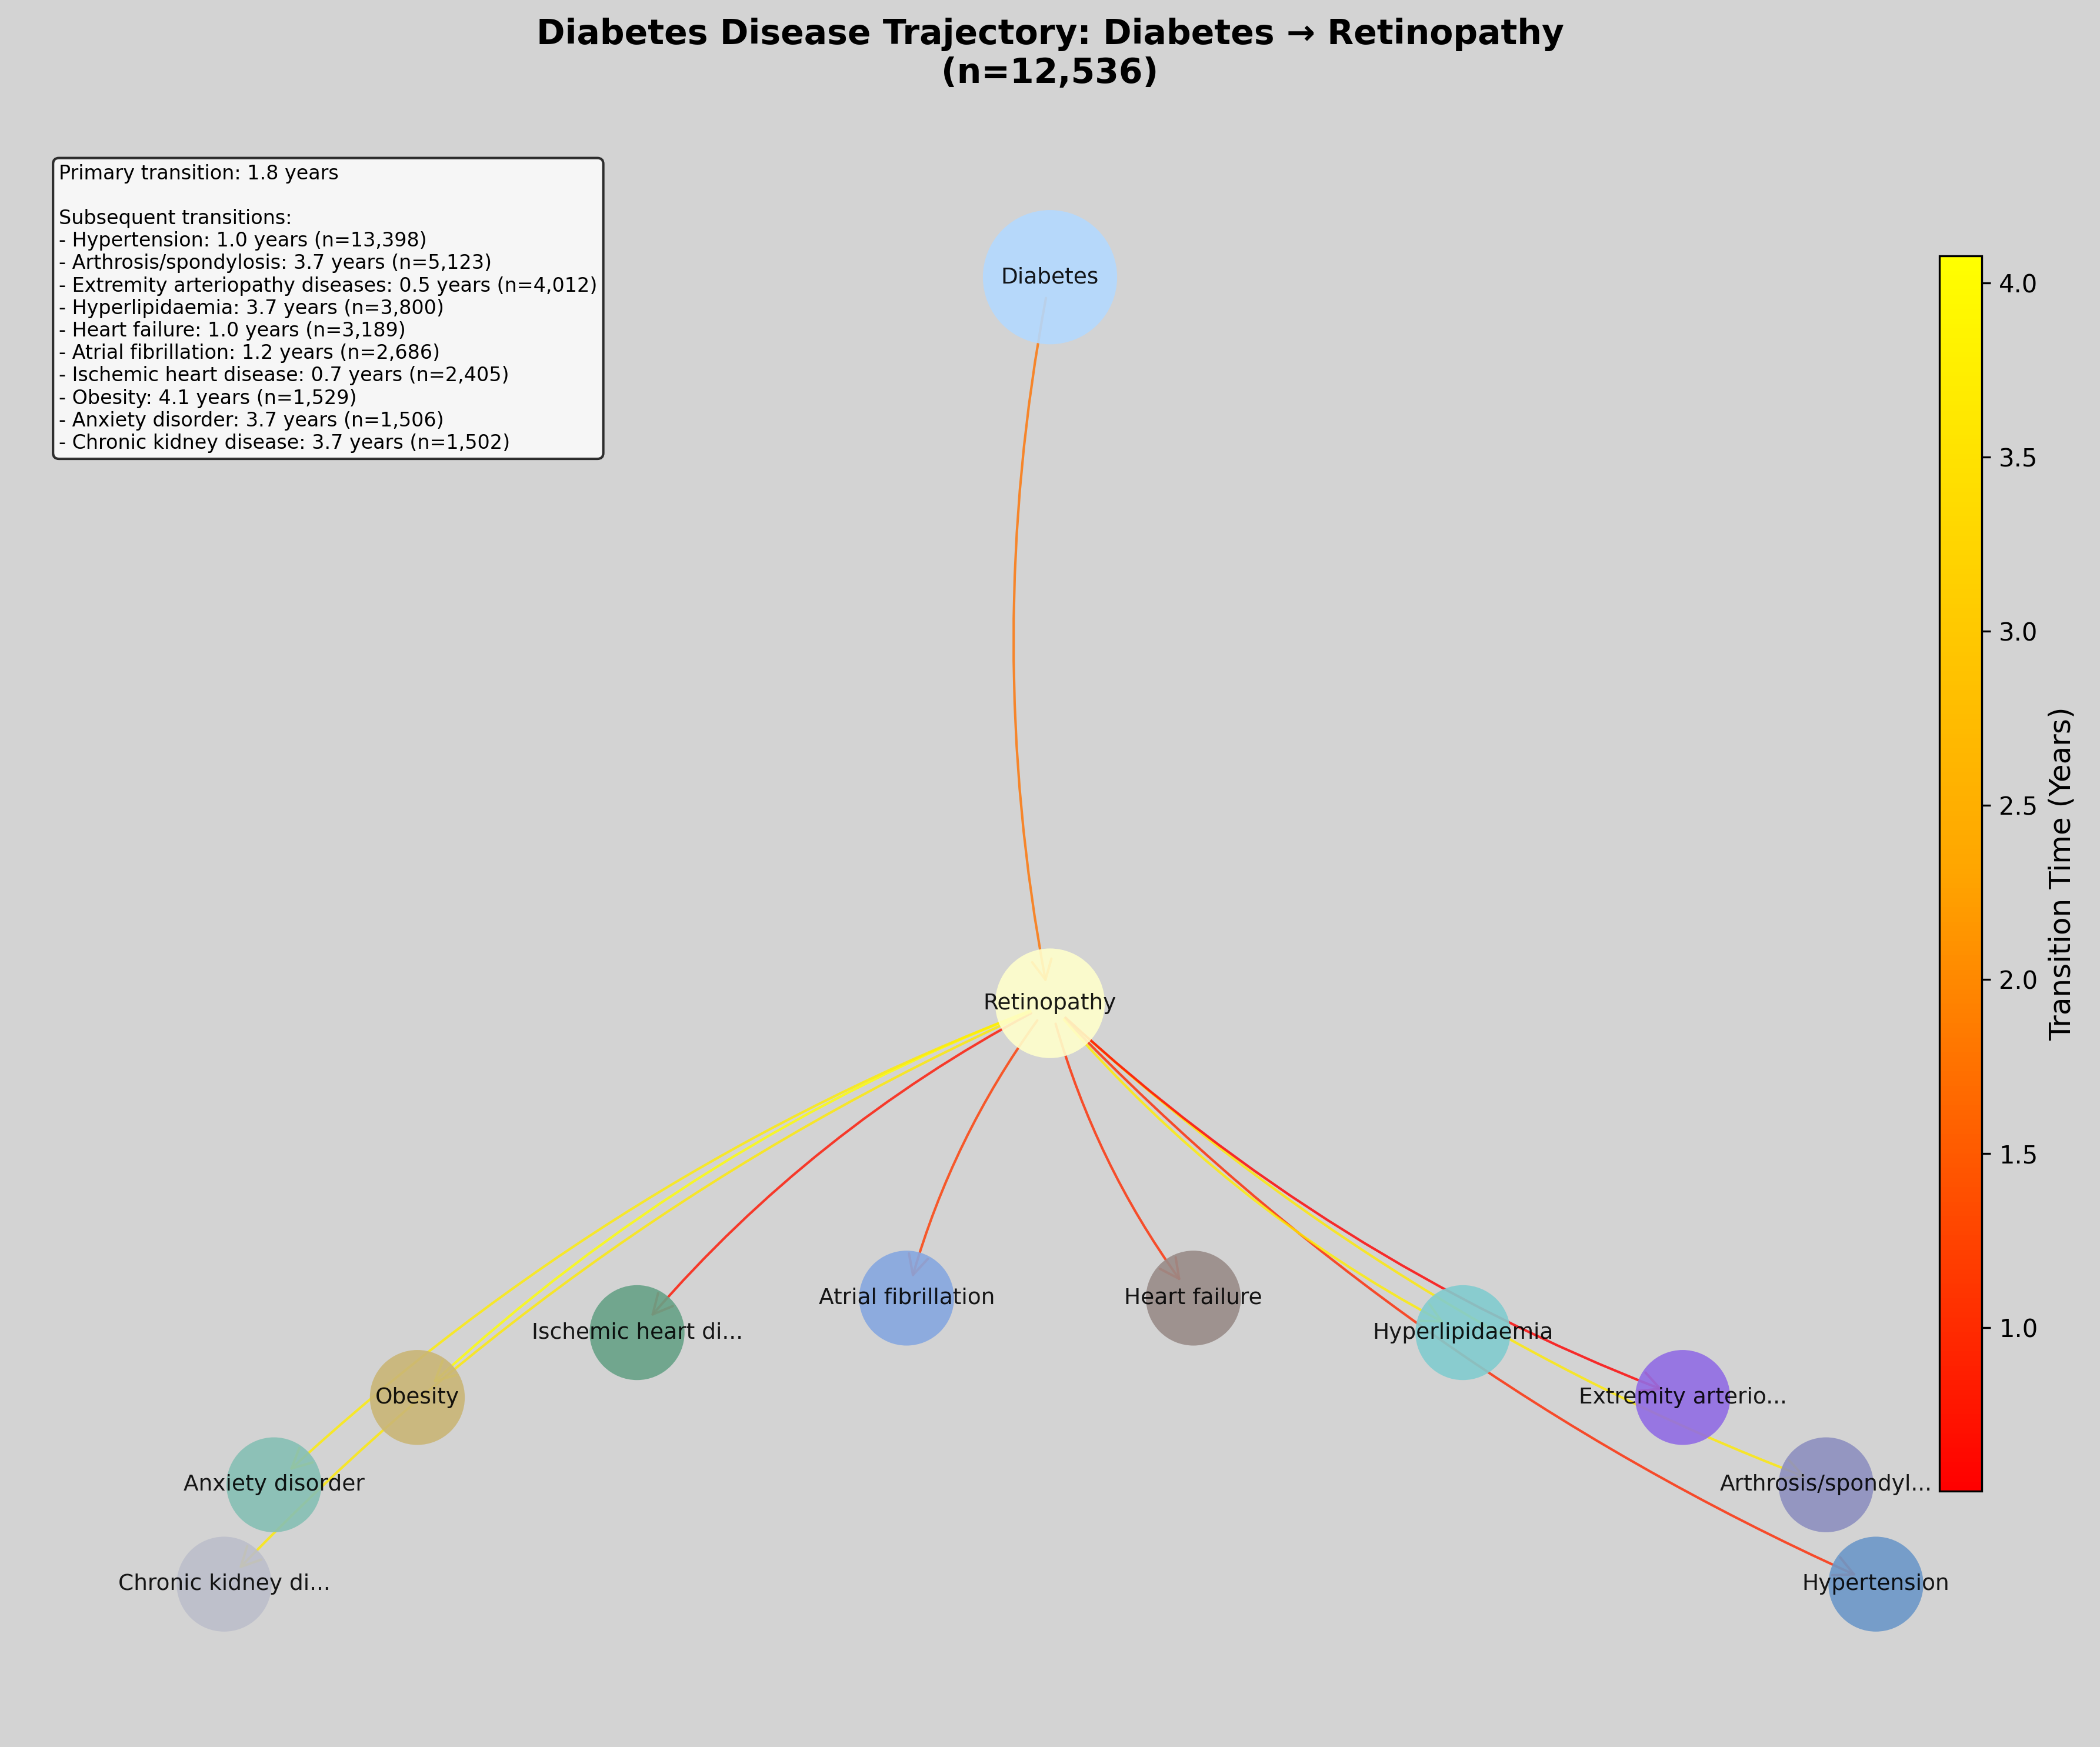 Diabetes Disease Trajectory: Diabetes → Retinopathy
(n=12,536)
Primary transition: 1.8 years
Subsequent transitions:
- Hypertension: 1.0 years (n=13,398)
- Arthrosis/spondylosis: 3.7 years (n=5,123)
- Extremity arteriopathy diseases: 0.5 years (n=4,012)
- Hyperlipidaemia: 3.7 years (n=3,800)
- Heart failure: 1.0 years (n=3,189)
- Atrial fibrillation: 1.2 years (n=2,686)
- Ischemic heart disease: 0.7 years (n=2,405)
- Obesity: 4.1 years (n=1,529)
- Anxiety disorder: 3.7 years (n=1,506)
- Chronic kidney disease: 3.7 years (n=1,502)
Diabetes
Retinopathy
Atrial fibrillation
Heart failure
Ischemic heart di...
Hyperlipidaemia
Obesity
Extremity arterio...
Anxiety disorder
Arthrosis/spondyl...
Chronic kidney di...
Hypertension
4.0
3.5
3.0
2.5
2.0
1.5
1.0
Transition Time (Years)